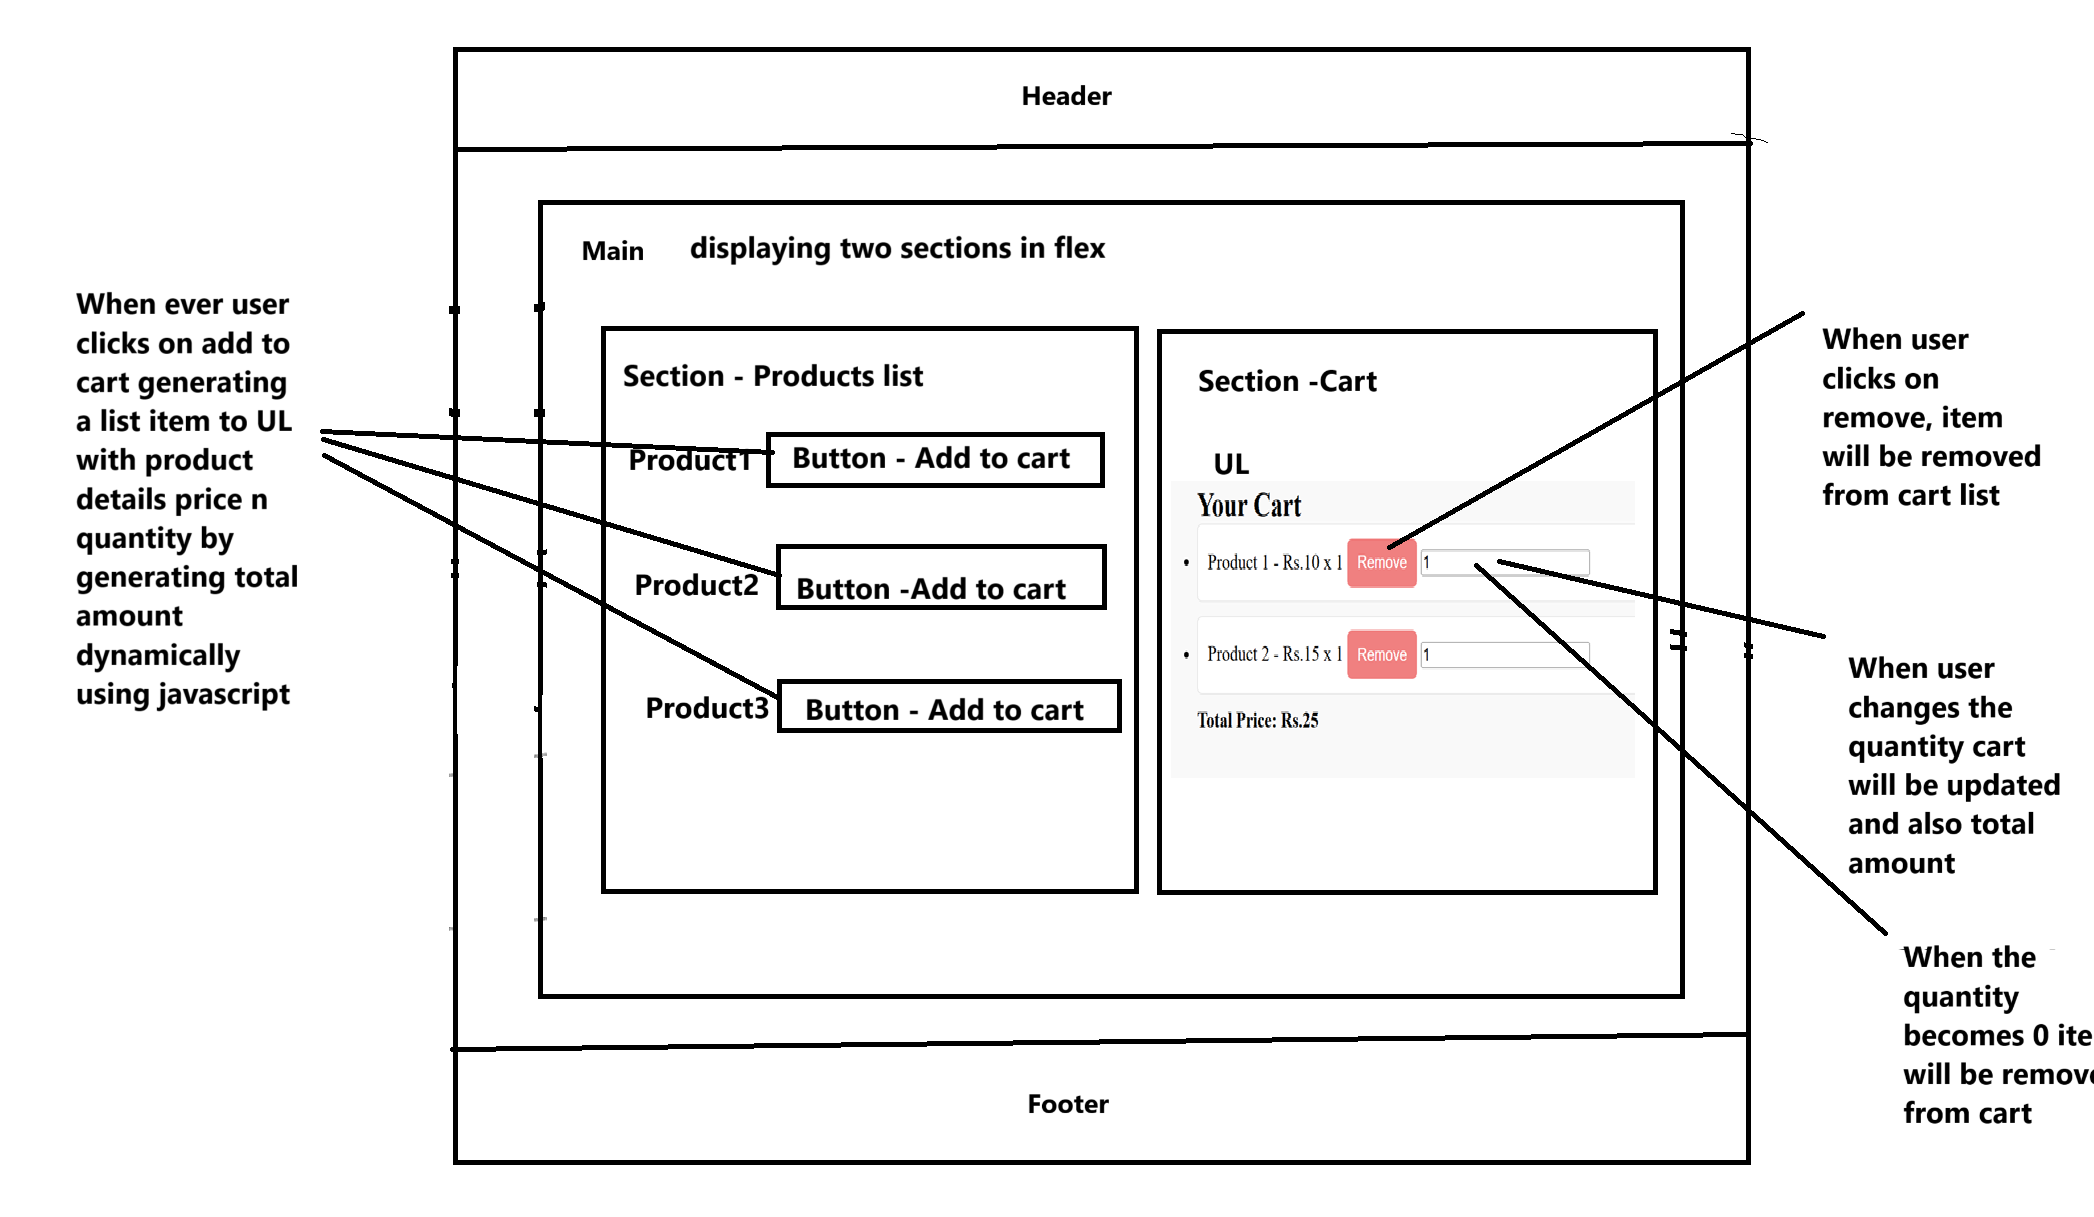 Header
Main displaying two sections in flex
When ever user
clicks on add to
cart generating
a list item to UL
with product
details price n
quantity by
generating total
amount
dynamically
using javascript
Section - Products list
Product1 Button - Add to cart
Product2 Button -Add to cart
Product3 Button - Add to cart
Section -Cart
UL
Your Cart
Product 1 - Rs.10 x 1 Remove 1
Product 2 - Rs.15 x 1 Remove 1
Total Price: Rs.25
When user
clicks on
remove, item
will be removed
from cart list
When user
changes the
quantity cart
will be updated
and also total
amount
When the
quantity
becomes 0 ite
will be remove
from cart
Footer